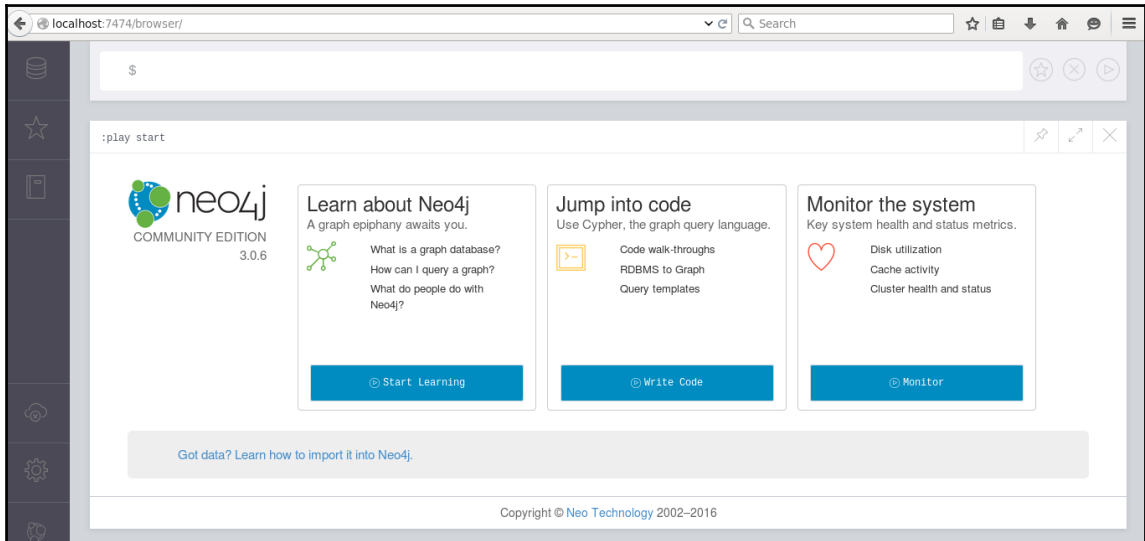 localhost:7474/browser/
Search
$
:play start
neo4j
COMMUNITY EDITION
3.0.6
Learn about Neo4j
A graph epiphany awaits you.
What is a graph database?
How can I query a graph?
What do people do with
Neo4j?
Start Learning
Jump into code
Use Cypher, the graph query language.
Code walk-throughs
RDBMS to Graph
Query templates
Write Code
Monitor the system
Key system health and status metrics.
Disk utilization
Cache activity
Cluster health and status
Monitor
Got data? Learn how to import it into Neo4j.
Copyright © Neo Technology 2002–2016